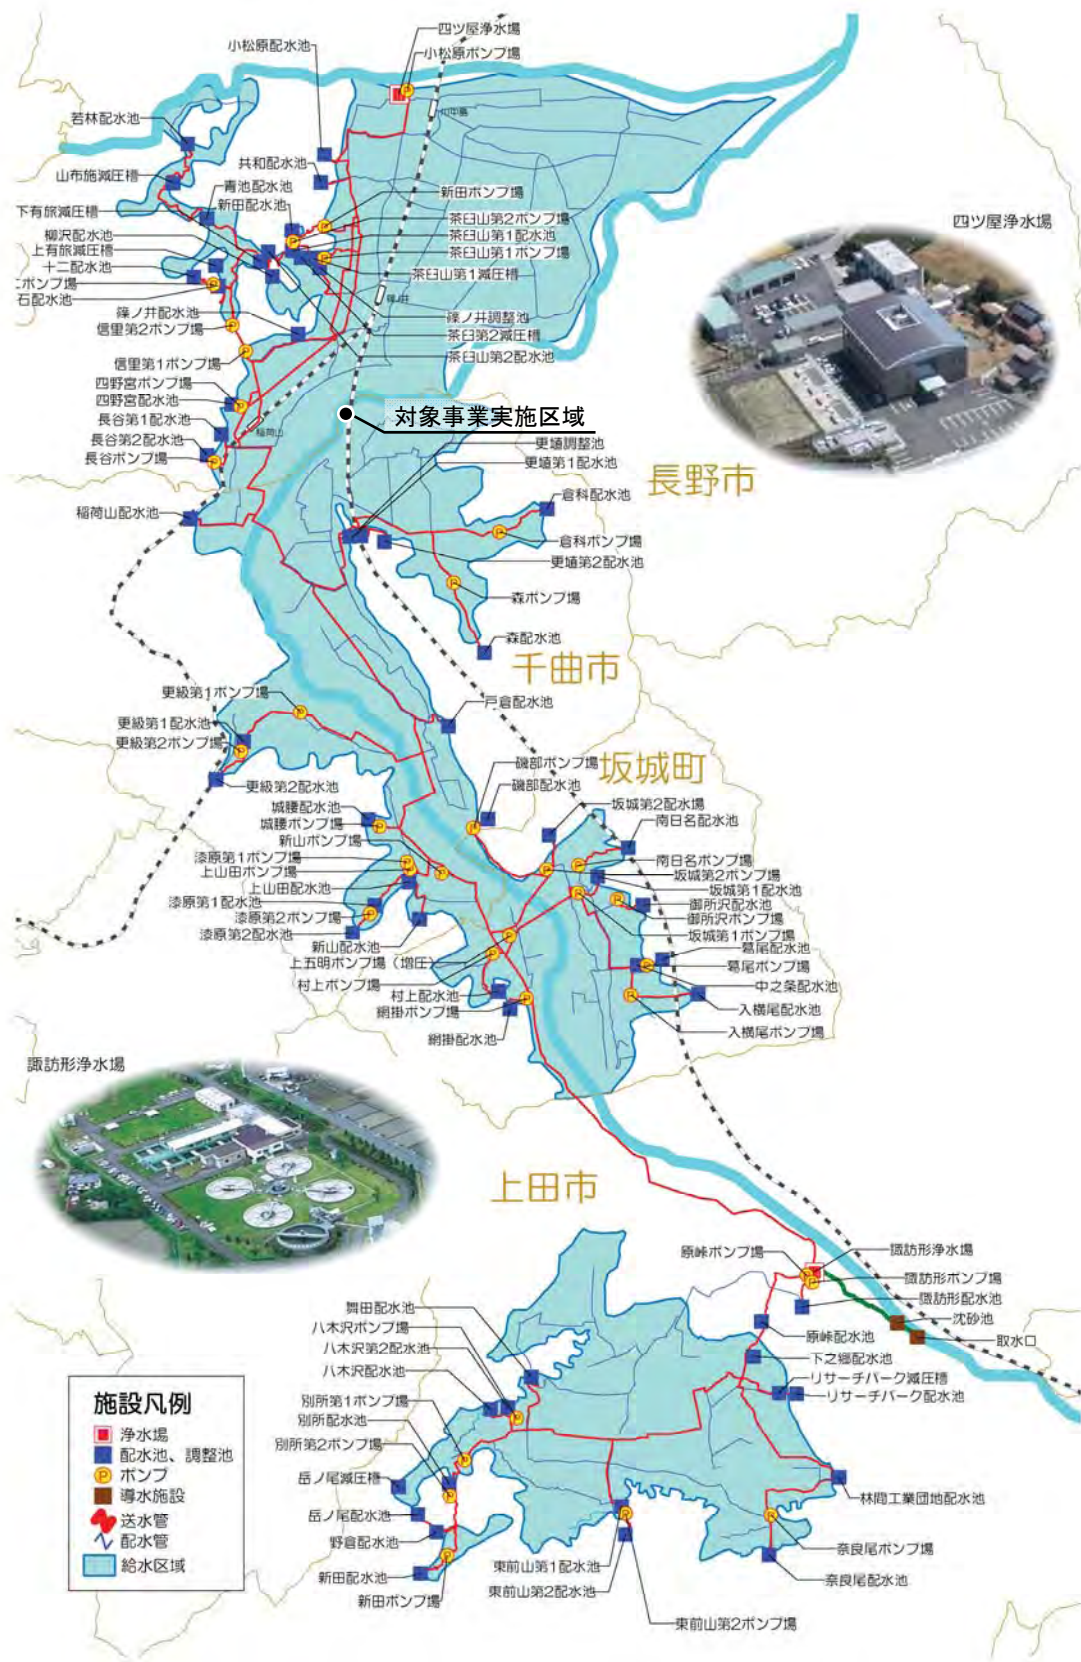 四ツ屋浄水場
小松原ポンプ場
小松原配水池
川中島
若林配水池
共和配水池
山布施減圧槽
青池配水池
新田配水池
新田ポンプ場
下有旅減圧槽
茶臼山第2ポンプ場
柳沢配水池
茶臼山第1配水池
上有旅減圧槽
茶臼山第1ポンプ場
十二配水池
茶臼山第1減圧槽
ポンプ場
石配水池
篠ノ井
篠ノ井配水池
篠ノ井調整池
信里第2ポンプ場
茶臼第2減圧槽
信里第1ポンプ場
茶臼山第2配水池
四野宮ポンプ場
四野宮配水池
対象事業実施区域
長谷第1配水池
稲荷山
長谷第2配水池
更埴調整池
長谷ポンプ場
更埴第1配水池
長野市
稲荷山配水池
倉科配水池
倉科ポンプ場
更埴第2配水池
森ポンプ場
森配水池
千曲市
更級第1ポンプ場
戸倉配水池
更級第1配水池
更級第2ポンプ場
坂城町
磯部ポンプ場
更級第2配水池
磯部配水池
城腰配水池
坂城第2配水場
城腰ポンプ場
南日名配水池
新山ポンプ場
漆原第1ポンプ場
南日名ポンプ場
上山田ポンプ場
坂城第2ポンプ場
上山田配水池
坂城第1配水池
漆原第1配水池
御所沢配水池
漆原第2ポンプ場
御所沢ポンプ場
漆原第2配水池
坂城第1ポンプ場
新山配水池
葛尾配水池
上五明ポンプ場（増圧）
葛尾ポンプ場
村上ポンプ場
中之条配水池
村上配水池
入横尾配水池
網掛ポンプ場
入横尾ポンプ場
網掛配水池
四ツ屋浄水場
諏訪形浄水場
上田市
原峠ポンプ場
諏訪形浄水場
諏訪形ポンプ場
諏訪形配水池
舞田配水池
沈砂池
八木沢ポンプ場
原峠配水池
取水口
八木沢第2配水池
下之郷配水池
八木沢配水池
リサーチパーク減圧槽
リサーチパーク配水池
別所第1ポンプ場
別所配水池
別所第2ポンプ場
岳ノ尾減圧槽
林間工業団地配水池
岳ノ尾配水池
野倉配水池
奈良尾ポンプ場
東前山第1配水池
新田配水池
奈良尾配水池
東前山第2配水池
新田ポンプ場
東前山第2ポンプ場
施設凡例
浄水場
配水池、調整池
P ポンプ
導水施設
送水管
配水管
給水区域